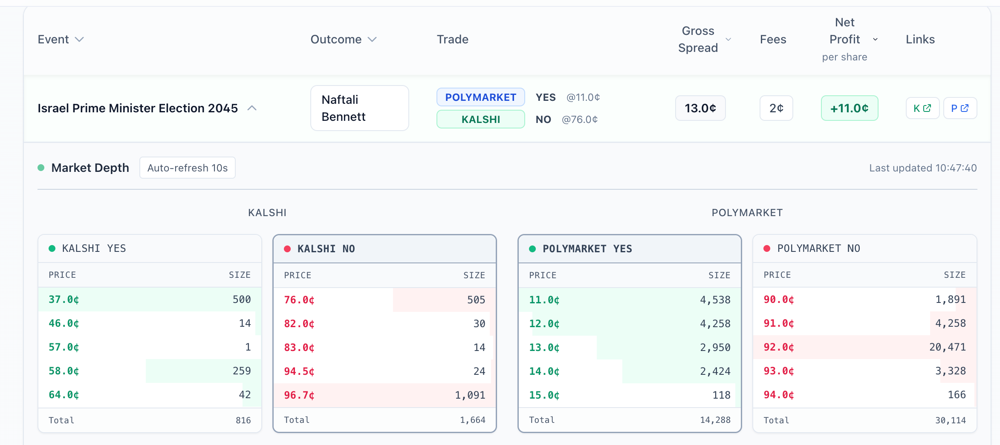 Event
Outcome
Trade
Gross
Spread
Fees
Net
Profit
per share
Links
Israel Prime Minister Election 2045
Naftali
Bennett
POLYMARKET YES @11.0¢
KALSHI NO @76.0¢
13.0¢
2¢
+11.0¢
K
P
Market Depth
Auto-refresh 10s
Last updated 10:47:40
KALSHI
KALSHI YES
PRICE SIZE
37.0¢ 500
46.0¢ 14
57.0¢ 1
58.0¢ 259
64.0¢ 42
Total 816
KALSHI NO
PRICE SIZE
76.0¢ 505
82.0¢ 30
83.0¢ 14
94.5¢ 24
96.7¢ 1,091
Total 1,664
POLYMARKET
POLYMARKET YES
PRICE SIZE
11.0¢ 4,538
12.0¢ 4,258
13.0¢ 2,950
14.0¢ 2,424
15.0¢ 118
Total 14,288
POLYMARKET NO
PRICE SIZE
90.0¢ 1,891
91.0¢ 4,258
92.0¢ 20,471
93.0¢ 3,328
94.0¢ 166
Total 30,114